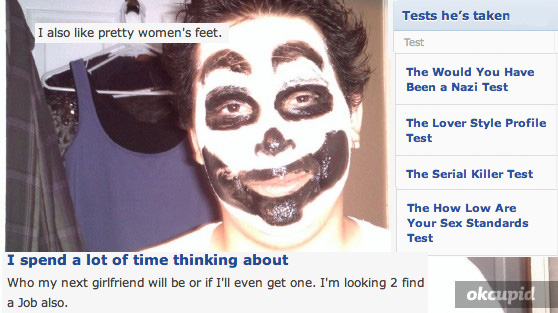 I also like pretty women's feet.
Tests he's taken
Test
The Would You Have
Been a Nazi Test
The Lover Style Profile
Test
The Serial Killer Test
The How Low Are
Your Sex Standards
Test
I spend a lot of time thinking about
Who my next girlfriend will be or if I'll even get one. I'm looking 2 find
a Job also.
okcupid